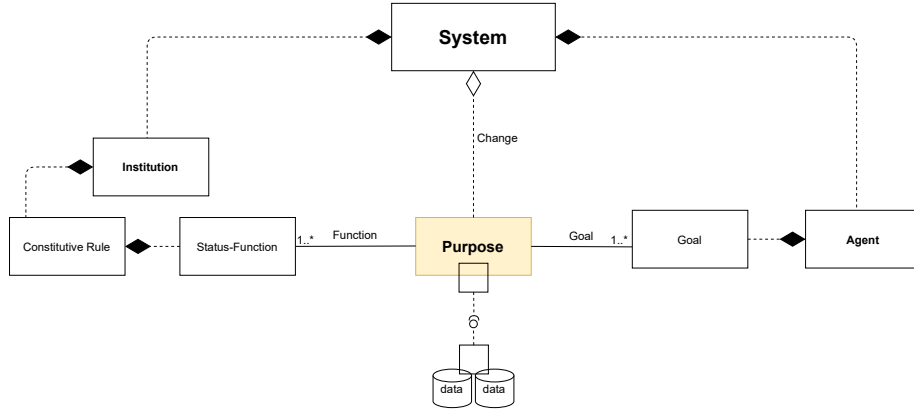 System
Change
Institution
Constitutive Rule
Status-Function
1..*
Function
Purpose
Goal
1..*
Goal
Agent
data
data